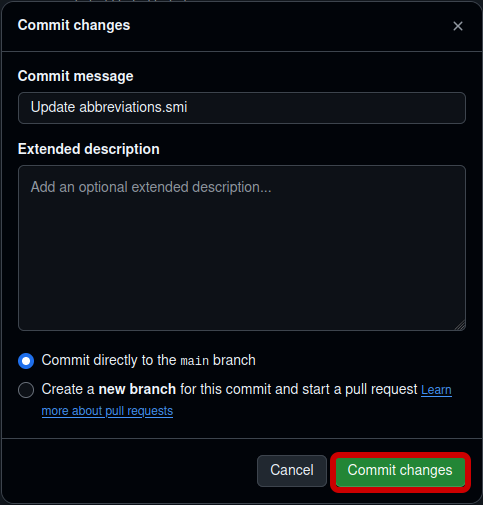 Commit changes
Commit message
Update abbreviations.smi
Extended description
Add an optional extended description...
Commit directly to the main branch
Create a new branch for this commit and start a pull request Learn
more about pull requests
Cancel
Commit changes